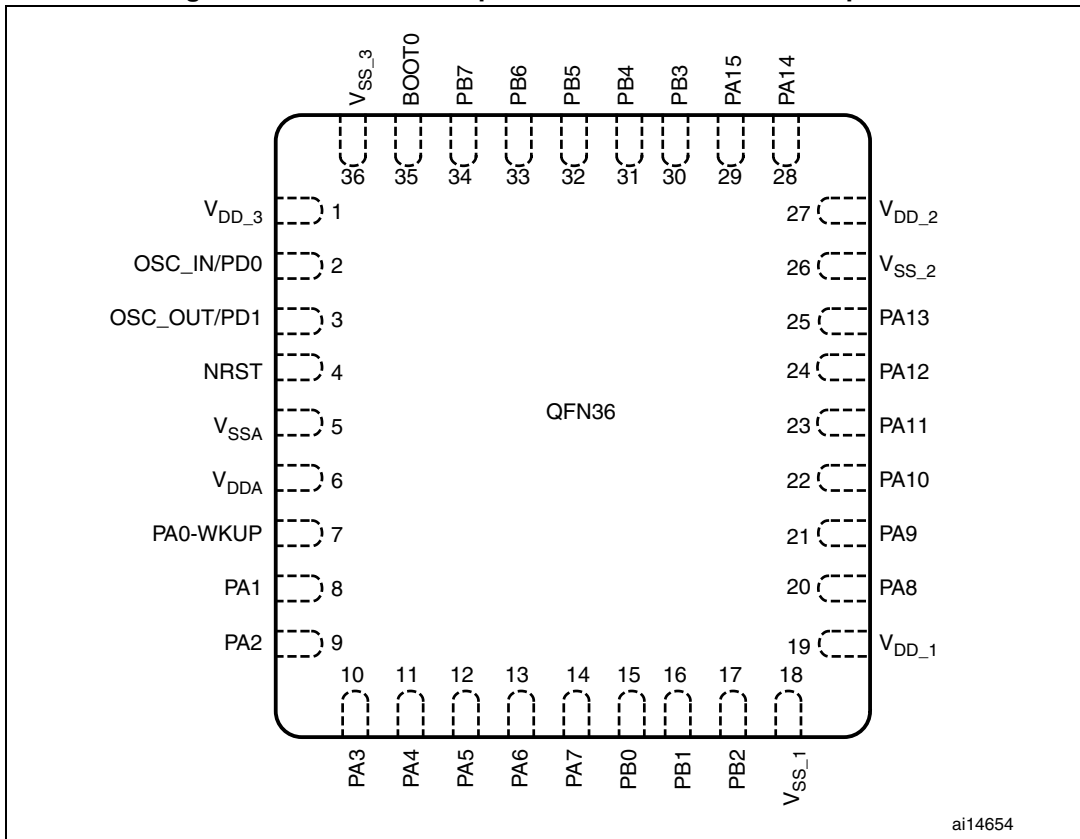 V_SS_3
BOOT0
PB7
PB6
PB5
PB4
PB3
PA15
PA14
36
35
34
33
32
31
30
29
28
V_DD_3 1
OSC_IN/PD0 2
OSC_OUT/PD1 3
NRST 4
V_SSA 5
V_DDA 6
PA0-WKUP 7
PA1 8
PA2 9
QFN36
27 V_DD_2
26 V_SS_2
25 PA13
24 PA12
23 PA11
22 PA10
21 PA9
20 PA8
19 V_DD_1
10
11
12
13
14
15
16
17
18
PA3
PA4
PA5
PA6
PA7
PB0
PB1
PB2
V_SS_1
ai14654